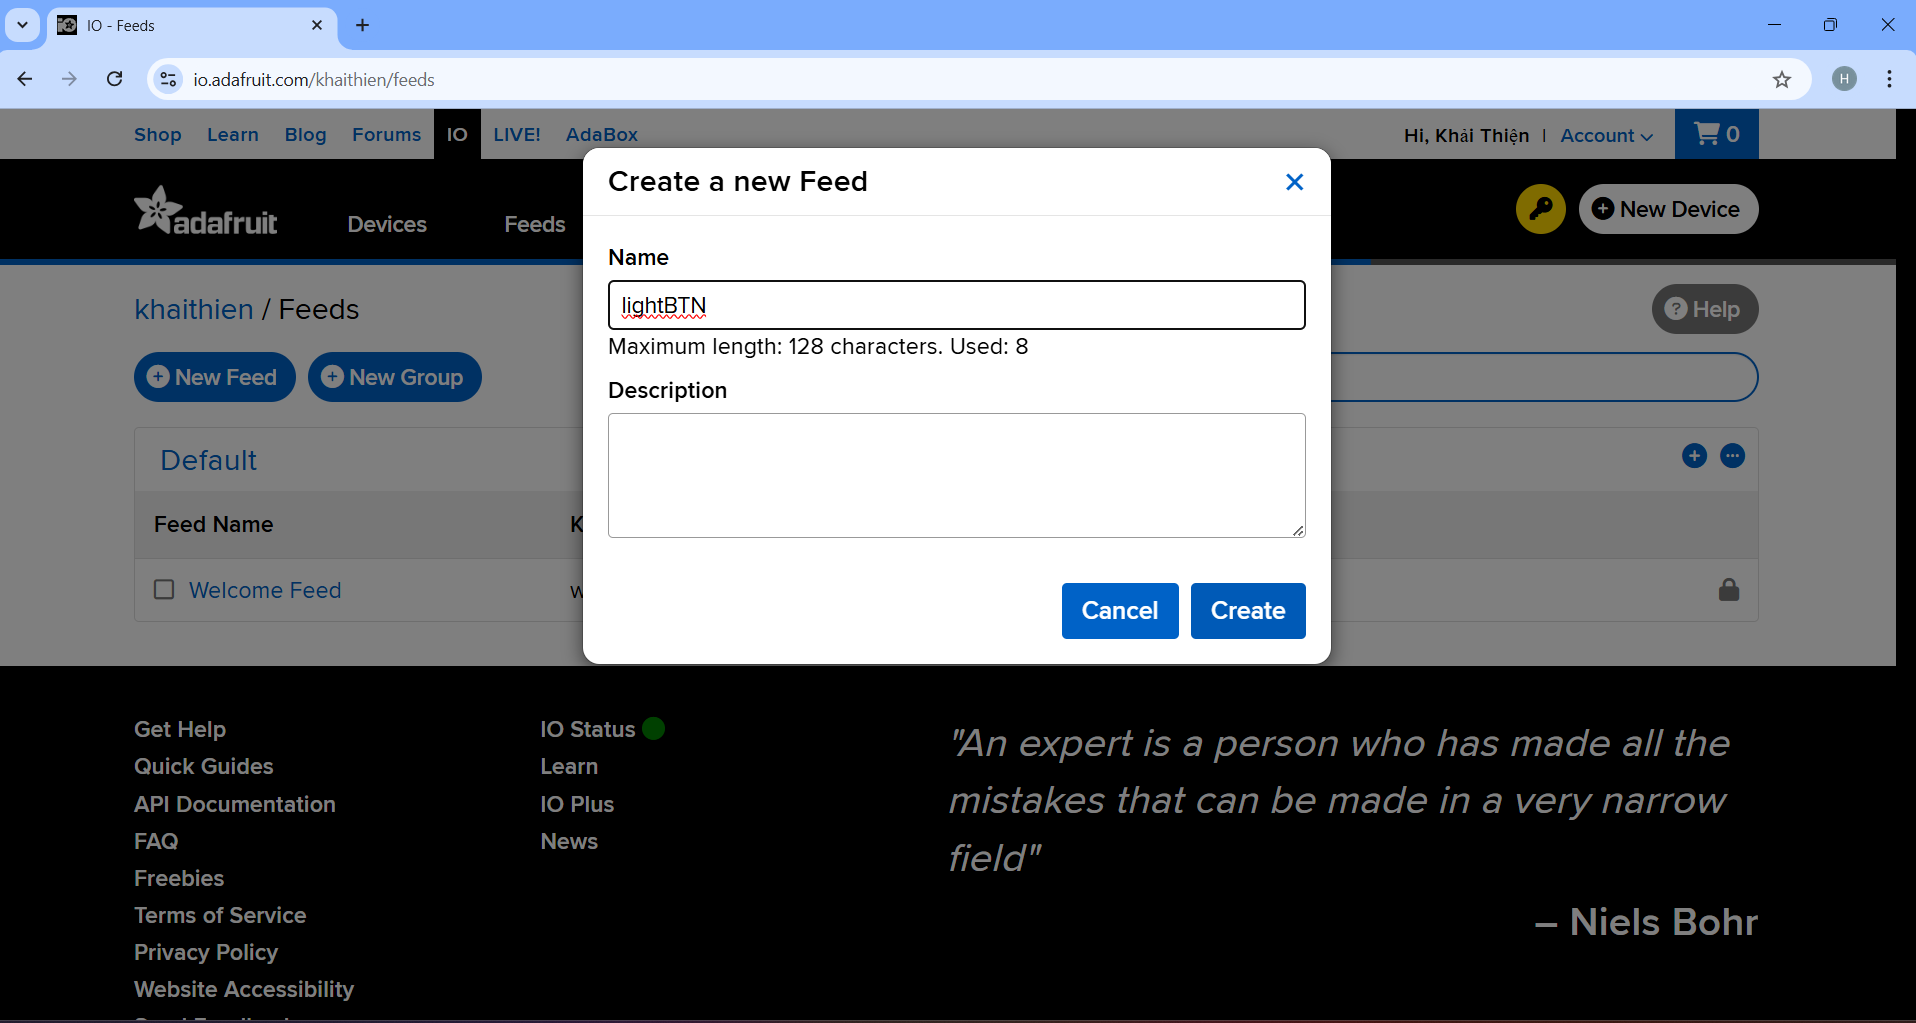 IO - Feeds
io.adafruit.com/khaithien/feeds
H
Shop Learn Blog Forums IO LIVE! AdaBox
Hi, Khải Thiện | Account
0
adafruit
Devices
Feeds
New Device
Create a new Feed
Name
lightBTN
Maximum length: 128 characters. Used: 8
Description
Cancel
Create
khaithien / Feeds
Help
New Feed
New Group
Default
Feed Name
Welcome Feed
Get Help
Quick Guides
API Documentation
FAQ
Freebies
Terms of Service
Privacy Policy
Website Accessibility
IO Status
Learn
IO Plus
News
"An expert is a person who has made all the
mistakes that can be made in a very narrow
field"
– Niels Bohr